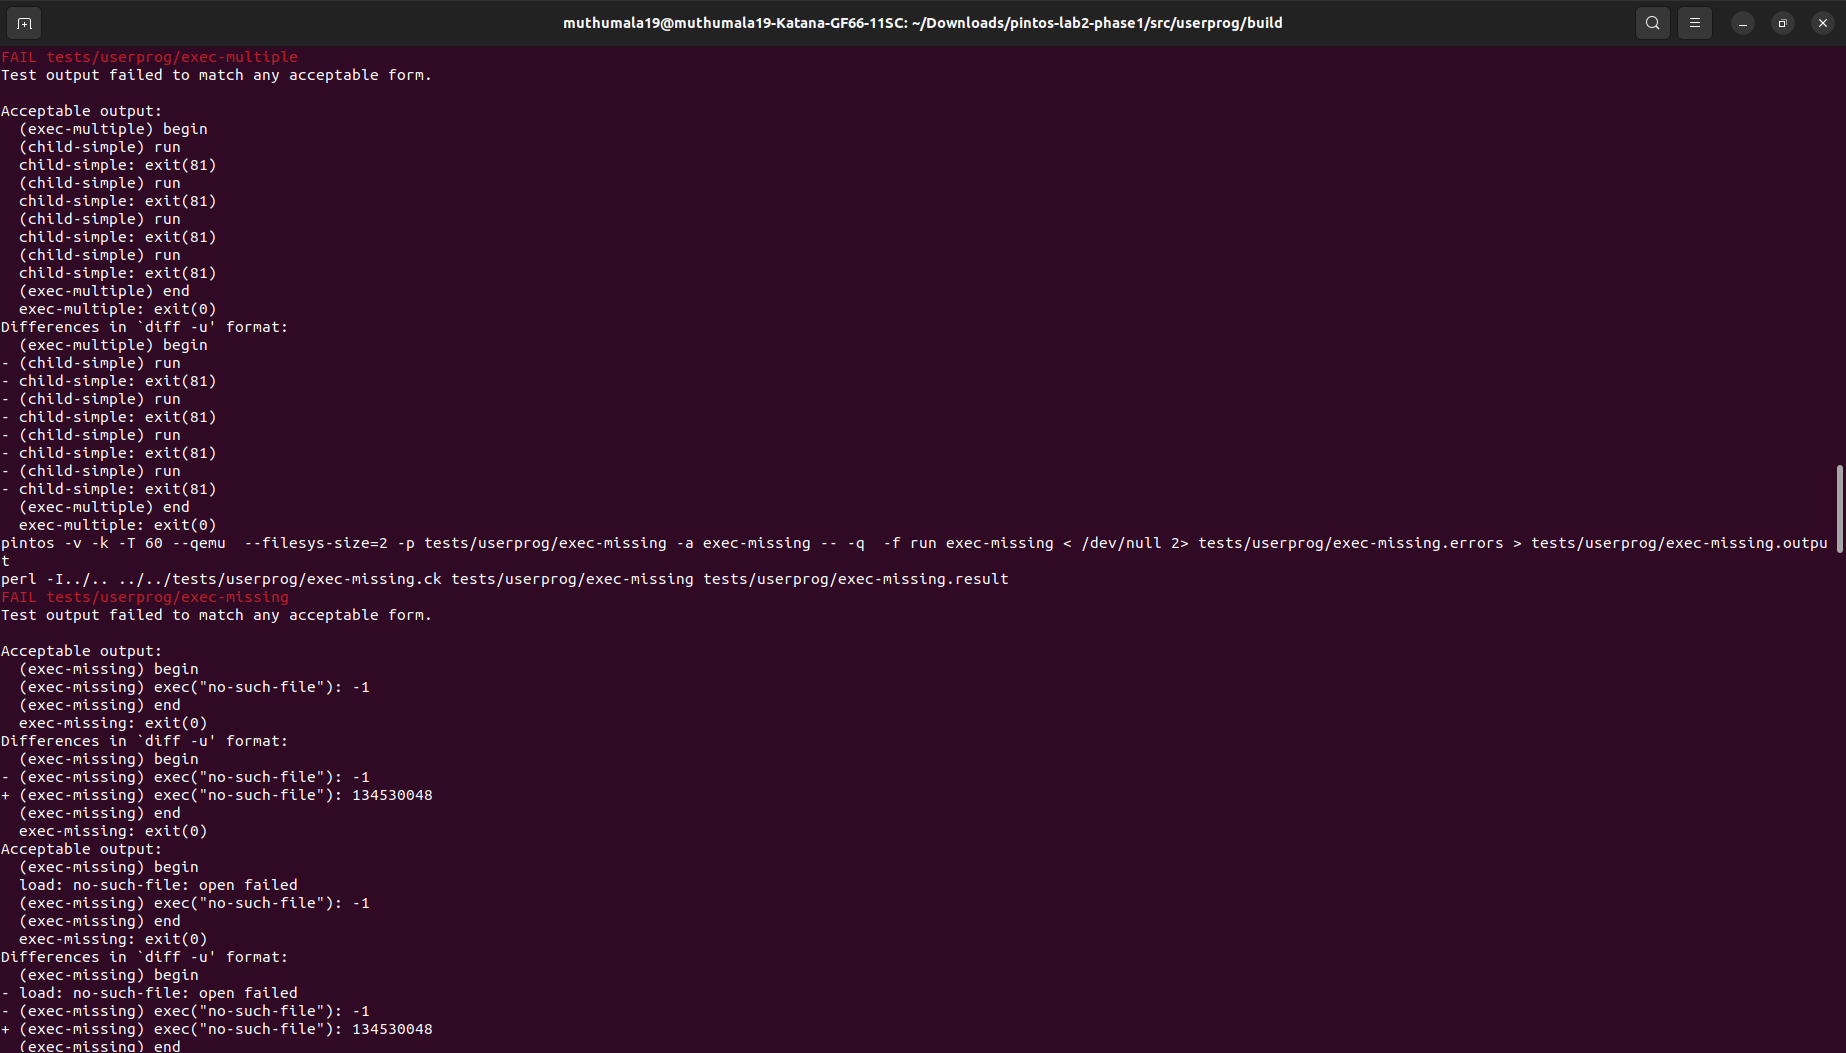 muthumala19@muthumala19-Katana-GF66-11SC: ~/Downloads/pintos-lab2-phase1/src/userprog/build
FAIL tests/userprog/exec-multiple
Test output failed to match any acceptable form.

Acceptable output:
  (exec-multiple) begin
  (child-simple) run
  child-simple: exit(81)
  (child-simple) run
  child-simple: exit(81)
  (child-simple) run
  child-simple: exit(81)
  (child-simple) run
  child-simple: exit(81)
  (exec-multiple) end
  exec-multiple: exit(0)
Differences in `diff -u' format:
  (exec-multiple) begin
- (child-simple) run
- child-simple: exit(81)
- (child-simple) run
- child-simple: exit(81)
- (child-simple) run
- child-simple: exit(81)
- (child-simple) run
- child-simple: exit(81)
  (exec-multiple) end
  exec-multiple: exit(0)
pintos -v -k -T 60 --qemu  --filesys-size=2 -p tests/userprog/exec-missing -a exec-missing -- -q  -f run exec-missing < /dev/null 2> tests/userprog/exec-missing.errors > tests/userprog/exec-missing.outpu
t
perl -I../.. ../../tests/userprog/exec-missing.ck tests/userprog/exec-missing tests/userprog/exec-missing.result
FAIL tests/userprog/exec-missing
Test output failed to match any acceptable form.

Acceptable output:
  (exec-missing) begin
  (exec-missing) exec("no-such-file"): -1
  (exec-missing) end
  exec-missing: exit(0)
Differences in `diff -u' format:
  (exec-missing) begin
- (exec-missing) exec("no-such-file"): -1
+ (exec-missing) exec("no-such-file"): 134530048
  (exec-missing) end
  exec-missing: exit(0)
Acceptable output:
  (exec-missing) begin
  load: no-such-file: open failed
  (exec-missing) exec("no-such-file"): -1
  (exec-missing) end
  exec-missing: exit(0)
Differences in `diff -u' format:
  (exec-missing) begin
- load: no-such-file: open failed
- (exec-missing) exec("no-such-file"): -1
+ (exec-missing) exec("no-such-file"): 134530048
  (exec-missing) end